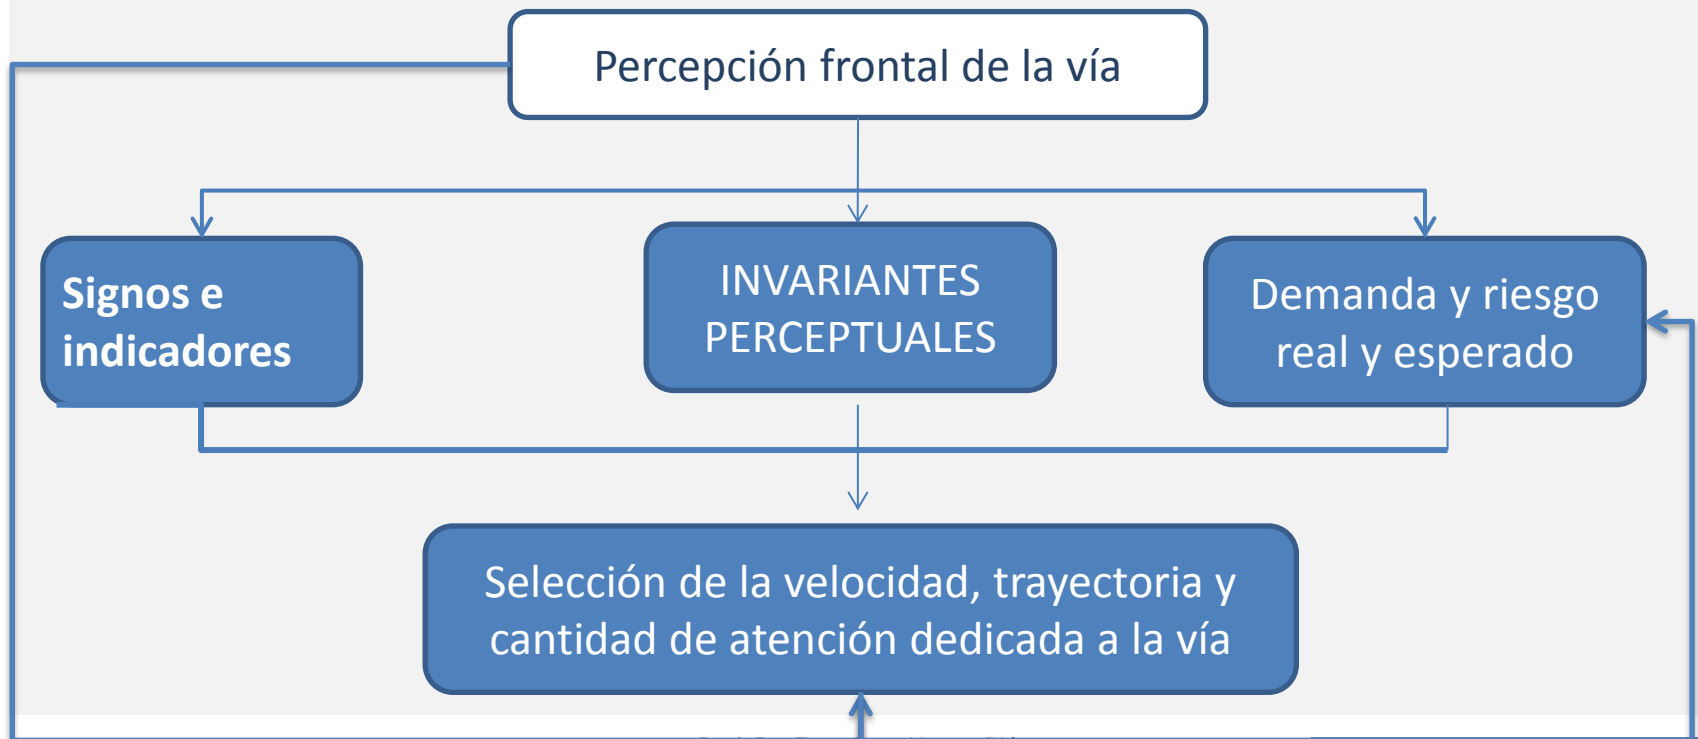 Percepción frontal de la vía
Signos e
indicadores
INVARIANTES
PERCEPTUALES
Demanda y riesgo
real y esperado
Selección de la velocidad, trayectoria y
cantidad de atención dedicada a la vía